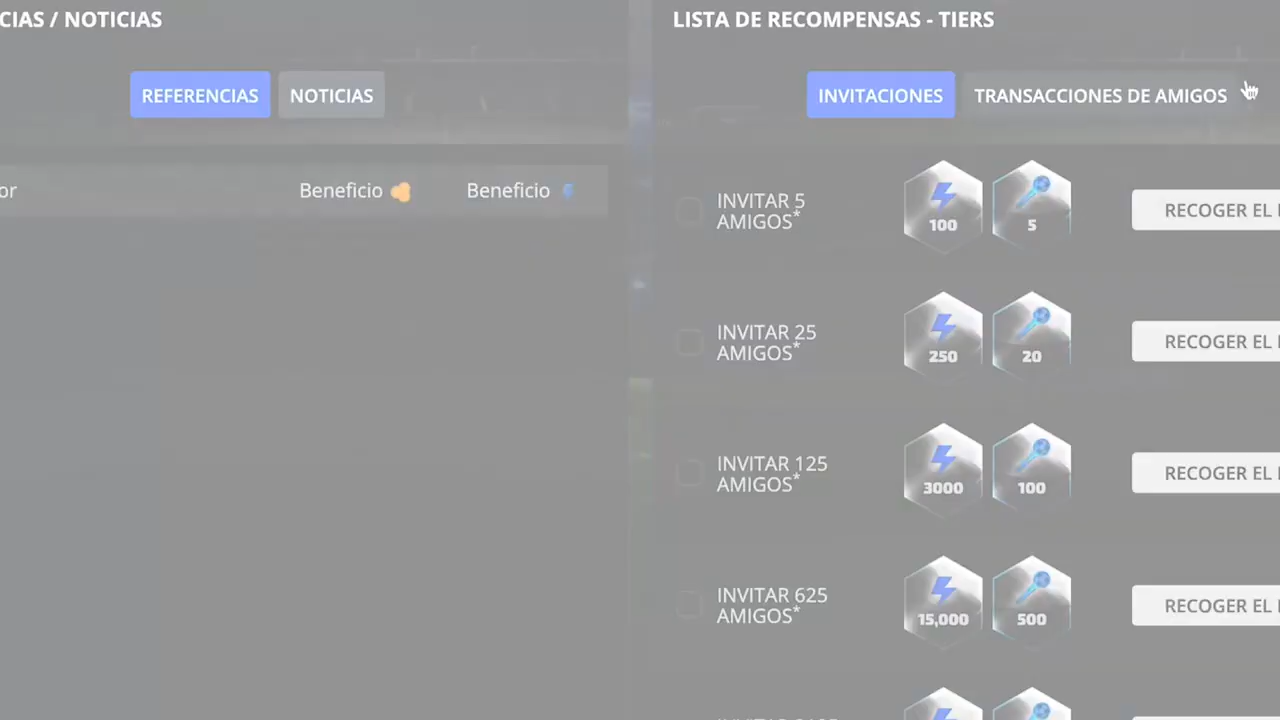 CIAS / NOTICIAS
REFERENCIAS
NOTICIAS
or
Beneficio
Beneficio
LISTA DE RECOMPENSAS - TIERS
INVITACIONES
TRANSACCIONES DE AMIGOS
INVITAR 5
AMIGOS*
100
5
RECOGER EL
INVITAR 25
AMIGOS*
250
20
RECOGER EL
INVITAR 125
AMIGOS*
3000
100
RECOGER EL
INVITAR 625
AMIGOS*
15,000
500
RECOGER EL